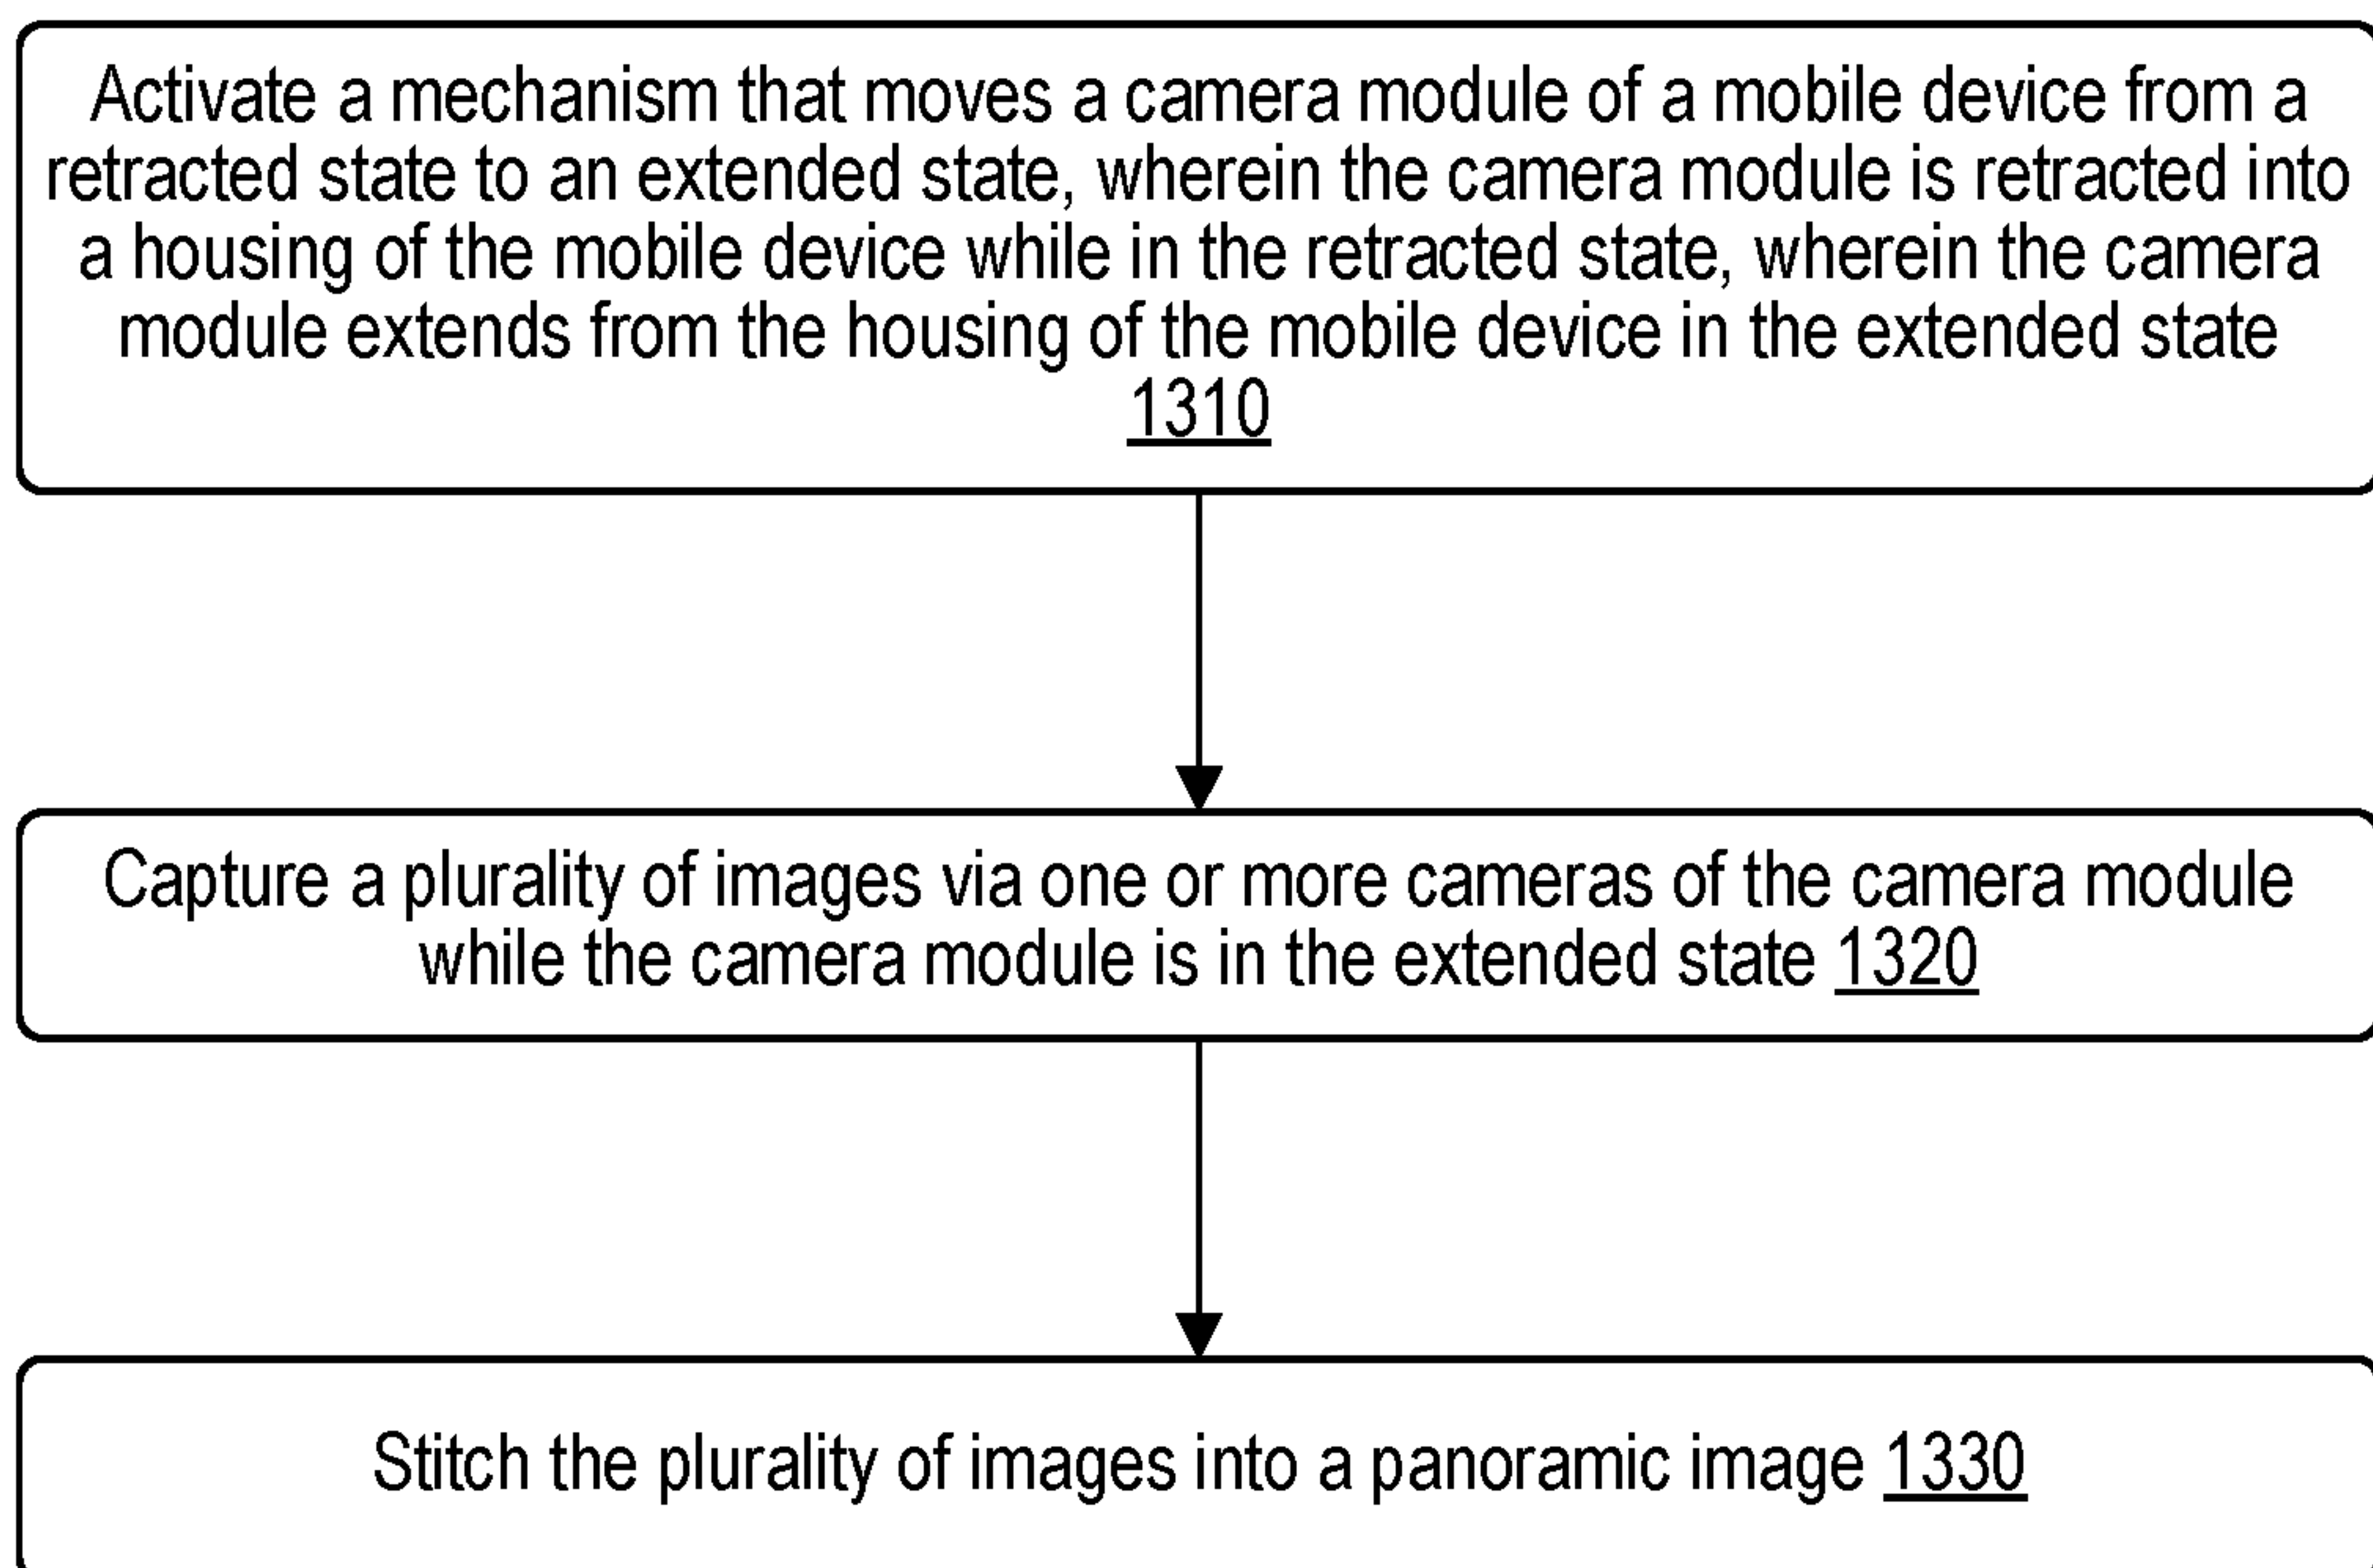 Activate a mechanism that moves a camera module of a mobile device from a
retracted state to an extended state, wherein the camera module is retracted into
a housing of the mobile device while in the retracted state, wherein the camera
module extends from the housing of the mobile device in the extended state
1310
Capture a plurality of images via one or more cameras of the camera module
while the camera module is in the extended state 1320
Stitch the plurality of images into a panoramic image 1330